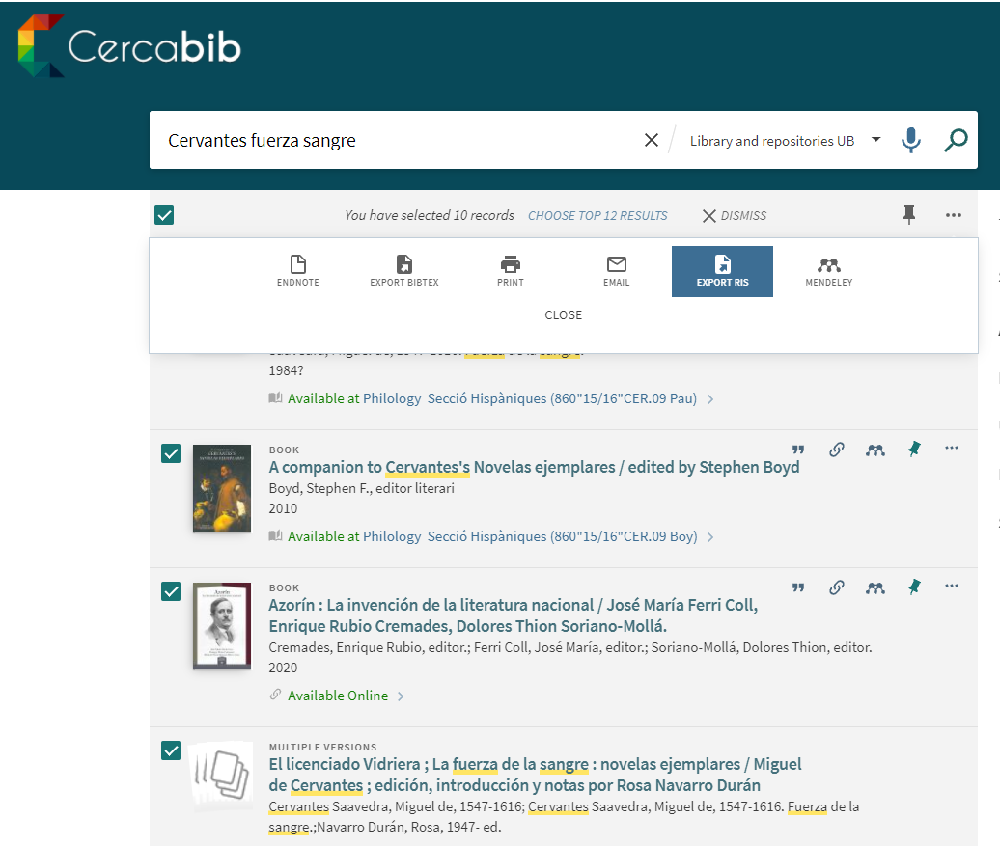 Cercabib
Cervantes fuerza sangre
Library and repositories UB
You have selected 10 records CHOOSE TOP 12 RESULTS DISMISS
ENDNOTE EXPORT BIBTEX PRINT EMAIL EXPORT RIS MENDELEY
CLOSE
1984?
Available at Philology Secció Hispàniques (860"15/16"CER.09 Pau)
BOOK
A companion to Cervantes's Novelas ejemplares / edited by Stephen Boyd
Boyd, Stephen F., editor literari
2010
Available at Philology Secció Hispàniques (860"15/16"CER.09 Boy)
BOOK
Azorín : La invención de la literatura nacional / José María Ferri Coll,
Enrique Rubio Cremades, Dolores Thion Soriano-Mollá.
Cremades, Enrique Rubio, editor.; Ferri Coll, José María, editor.; Soriano-Mollá, Dolores Thion, editor.
2020
Available Online
MULTIPLE VERSIONS
El licenciado Vidriera ; La fuerza de la sangre : novelas ejemplares / Miguel
de Cervantes ; edición, introducción y notas por Rosa Navarro Durán
Cervantes Saavedra, Miguel de, 1547-1616; Cervantes Saavedra, Miguel de, 1547-1616. Fuerza de la
sangre.;Navarro Durán, Rosa, 1947- ed.